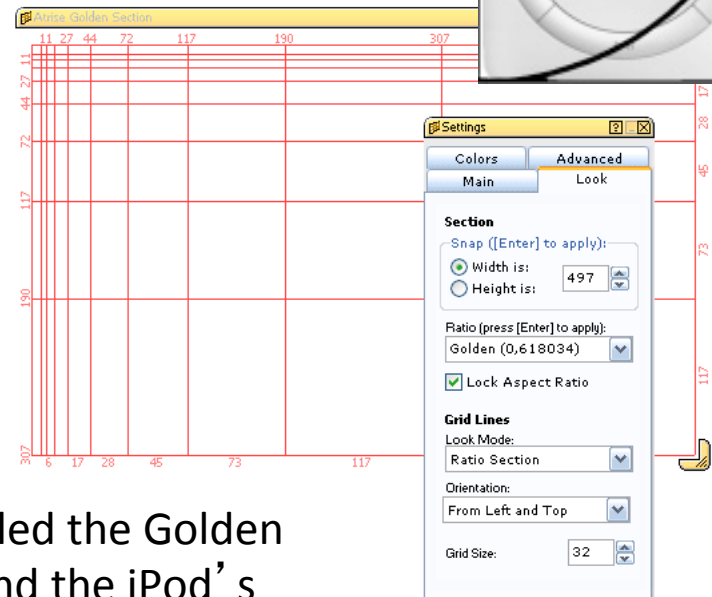 Atrise Golden Section
11 27 44 72 117 190 307
11
27
44
72
117
190
307
17
28
45
73
117
6 17 28 45 73 117
Settings
Colors Advanced
Main Look
Section
Snap ([Enter] to apply):
Width is:
Height is:
497
Ratio (press [Enter] to apply):
Golden (0,618034)
Lock Aspect Ratio
Grid Lines
Look Mode:
Ratio Section
Orientation:
From Left and Top
Grid Size: 32
led the Golden
nd the iPod's